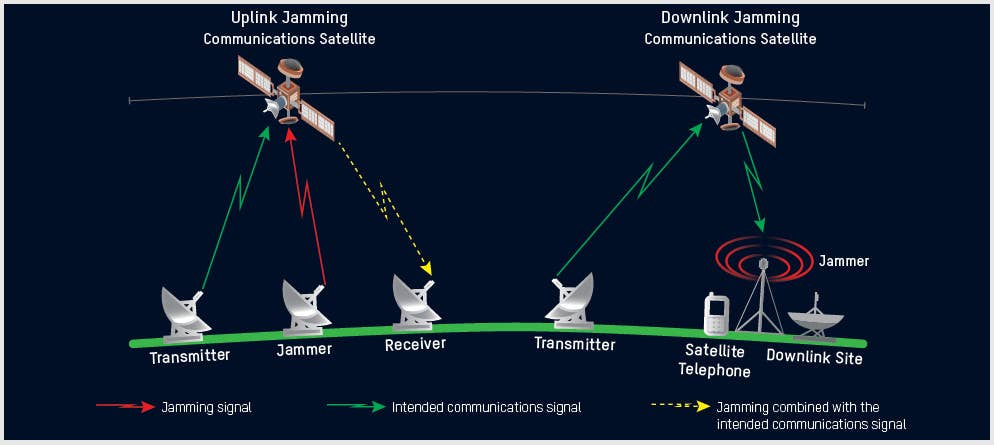 Uplink Jamming
Communications Satellite
Downlink Jamming
Communications Satellite
Jammer
Transmitter
Jammer
Receiver
Transmitter
Satellite
Telephone
Downlink Site
Jamming signal
Intended communications signal
Jamming combined with the
intended communications signal